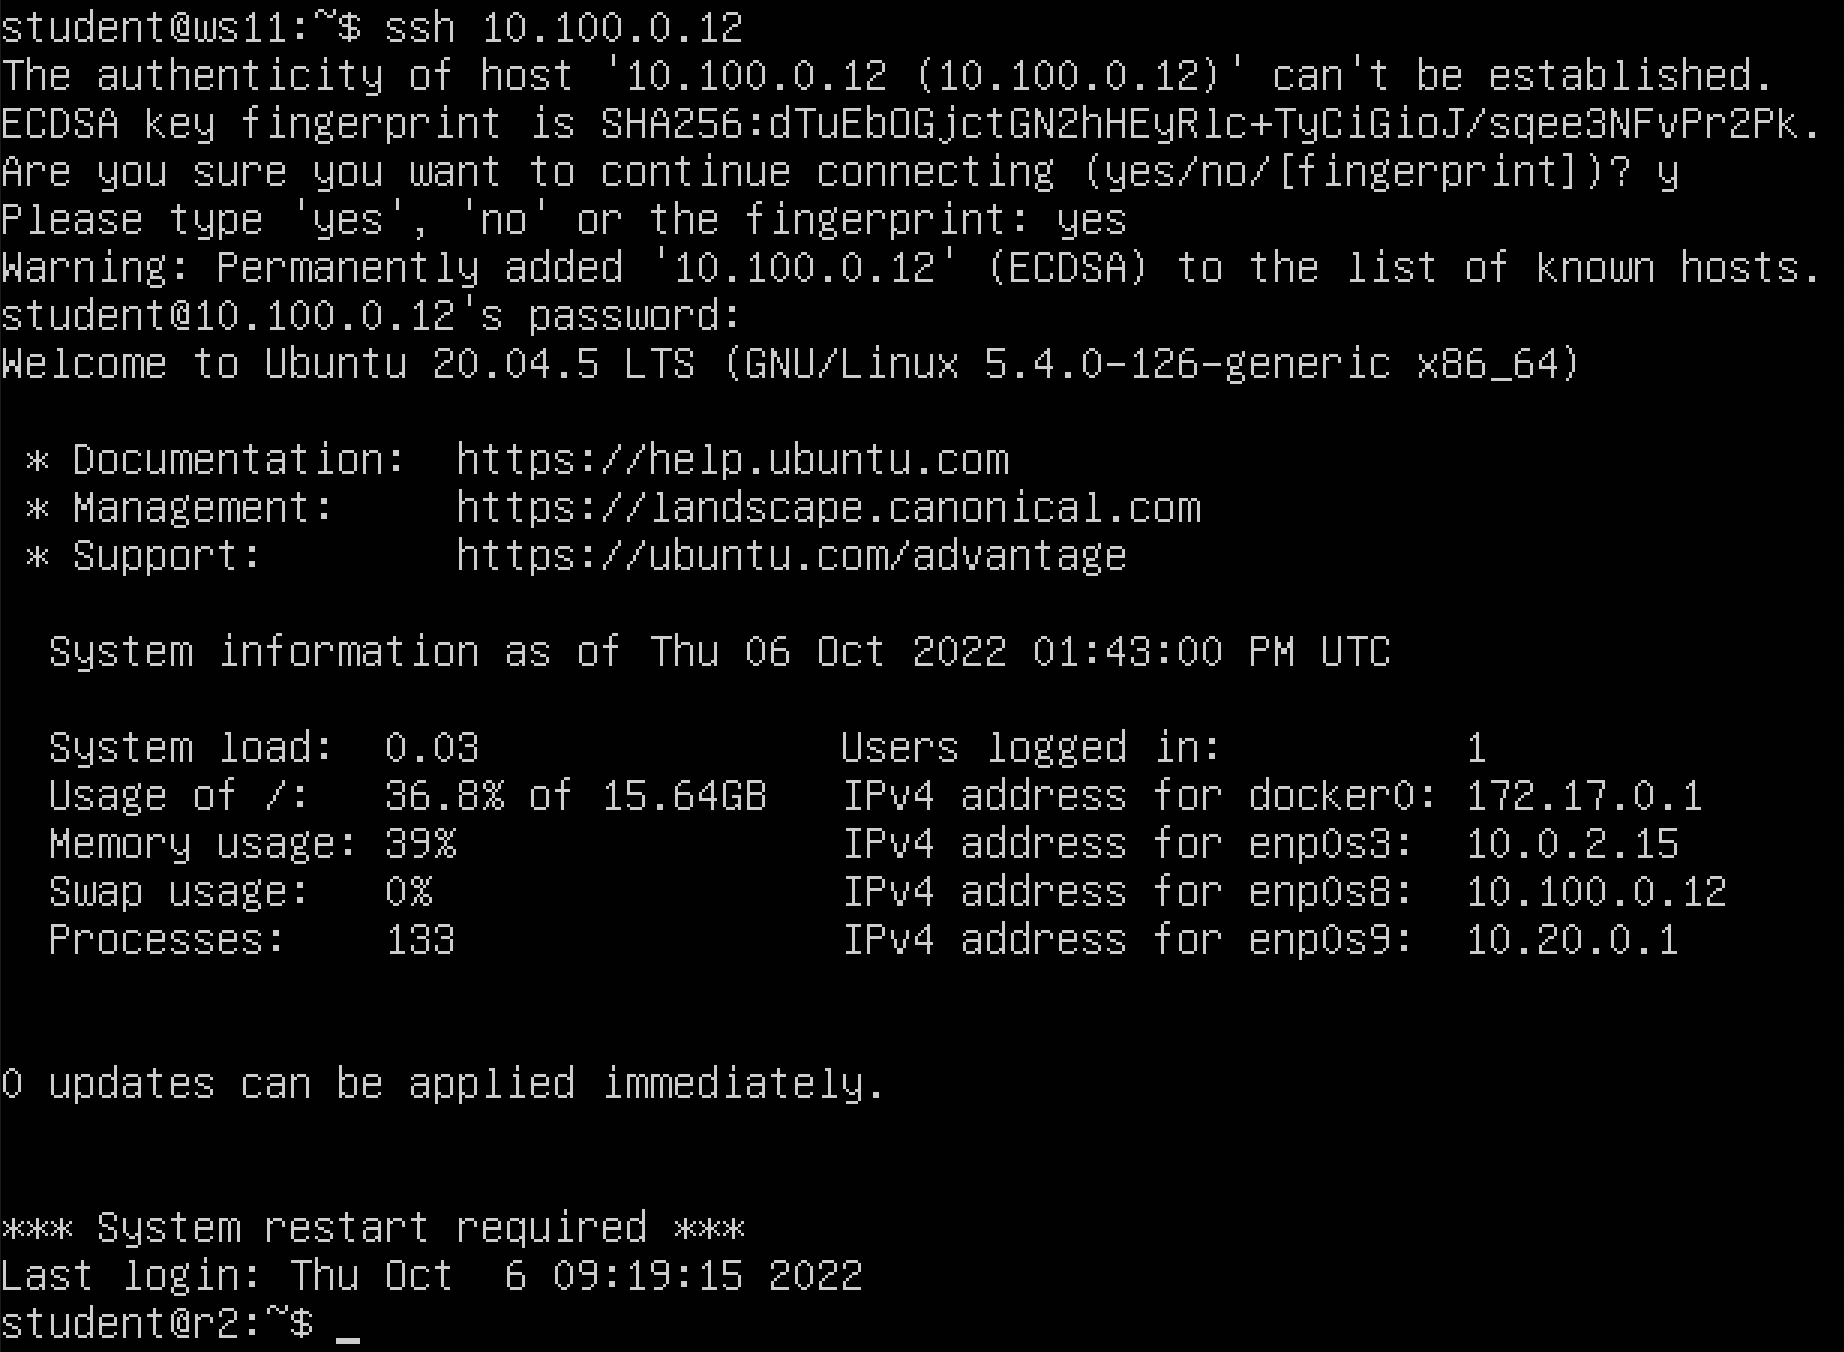 student@ws11:~$ ssh 10.100.0.12
The authenticity of host '10.100.0.12 (10.100.0.12)' can't be established.
ECDSA key fingerprint is SHA256:dTuEbOGjctGN2hHEyRlc+TyCiGioJ/sqee3NFvPr2Pk.
Are you sure you want to continue connecting (yes/no/[fingerprint])? y
Please type 'yes', 'no' or the fingerprint: yes
Warning: Permanently added '10.100.0.12' (ECDSA) to the list of known hosts.
student@10.100.0.12's password:
Welcome to Ubuntu 20.04.5 LTS (GNU/Linux 5.4.0-126-generic x86_64)

 * Documentation:  https://help.ubuntu.com
 * Management:     https://landscape.canonical.com
 * Support:        https://ubuntu.com/advantage

  System information as of Thu 06 Oct 2022 01:43:00 PM UTC

  System load:  0.03               Users logged in:          1
  Usage of /:   36.8% of 15.64GB   IPv4 address for docker0: 172.17.0.1
  Memory usage: 39%                IPv4 address for enp0s3:  10.0.2.15
  Swap usage:   0%                 IPv4 address for enp0s8:  10.100.0.12
  Processes:    133                IPv4 address for enp0s9:  10.20.0.1

0 updates can be applied immediately.

*** System restart required ***
Last login: Thu Oct  6 09:19:15 2022
student@r2:~$ _